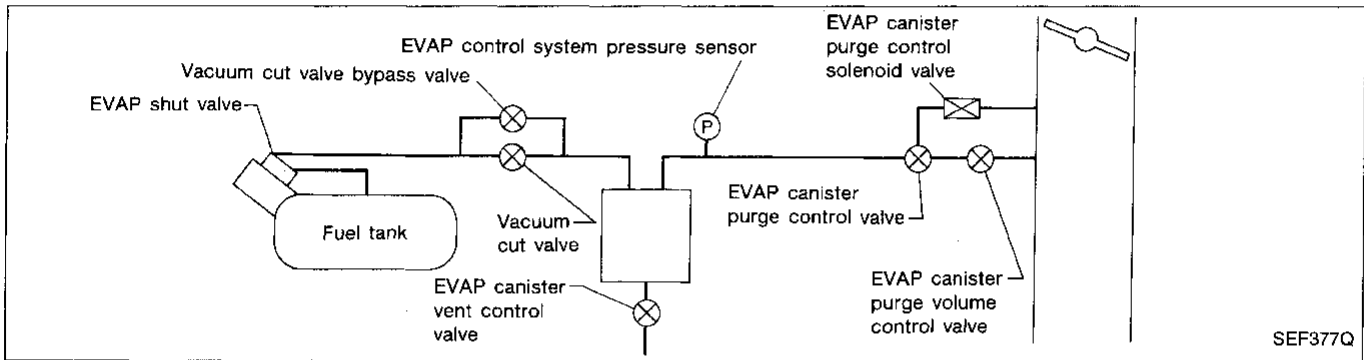 EVAP canister
purge control
solenoid valve
EVAP control system pressure sensor
Vacuum cut valve bypass valve
EVAP shut valve
P
EVAP canister
purge control valve
Fuel tank
Vacuum
cut valve
EVAP canister
vent control
valve
EVAP canister
purge volume
control valve
SEF377Q